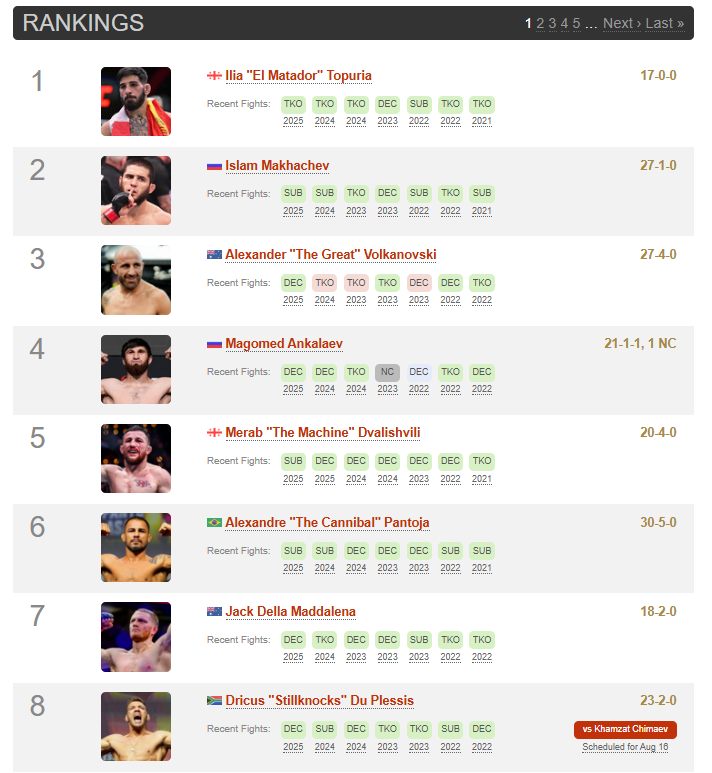 RANKINGS 1 2 3 4 5 ... Next › Last »
1
Ilia "El Matador" Topuria 17-0-0
Recent Fights: TKO TKO TKO DEC SUB TKO TKO
2025 2024 2024 2023 2022 2022 2021
2
Islam Makhachev 27-1-0
Recent Fights: SUB SUB TKO DEC SUB TKO SUB
2025 2024 2023 2023 2022 2022 2021
3
Alexander "The Great" Volkanovski 27-4-0
Recent Fights: DEC TKO TKO TKO DEC DEC TKO
2025 2024 2023 2023 2023 2022 2022
4
Magomed Ankalaev 21-1-1, 1 NC
Recent Fights: DEC DEC TKO NC DEC TKO DEC
2025 2024 2024 2023 2022 2022 2022
5
Merab "The Machine" Dvalishvili 20-4-0
Recent Fights: SUB DEC DEC DEC DEC DEC TKO
2025 2025 2024 2024 2023 2022 2021
6
Alexandre "The Cannibal" Pantoja 30-5-0
Recent Fights: SUB SUB DEC DEC DEC SUB SUB
2025 2024 2024 2023 2023 2022 2021
7
Jack Della Maddalena 18-2-0
Recent Fights: DEC TKO DEC DEC SUB TKO TKO
2025 2024 2023 2023 2023 2022 2022
8
Dricus "Stillknocks" Du Plessis 23-2-0
Recent Fights: DEC SUB DEC TKO TKO SUB DEC vs Khamzat Chimaev
2025 2024 2024 2023 2023 2022 2022 Scheduled for Aug 16